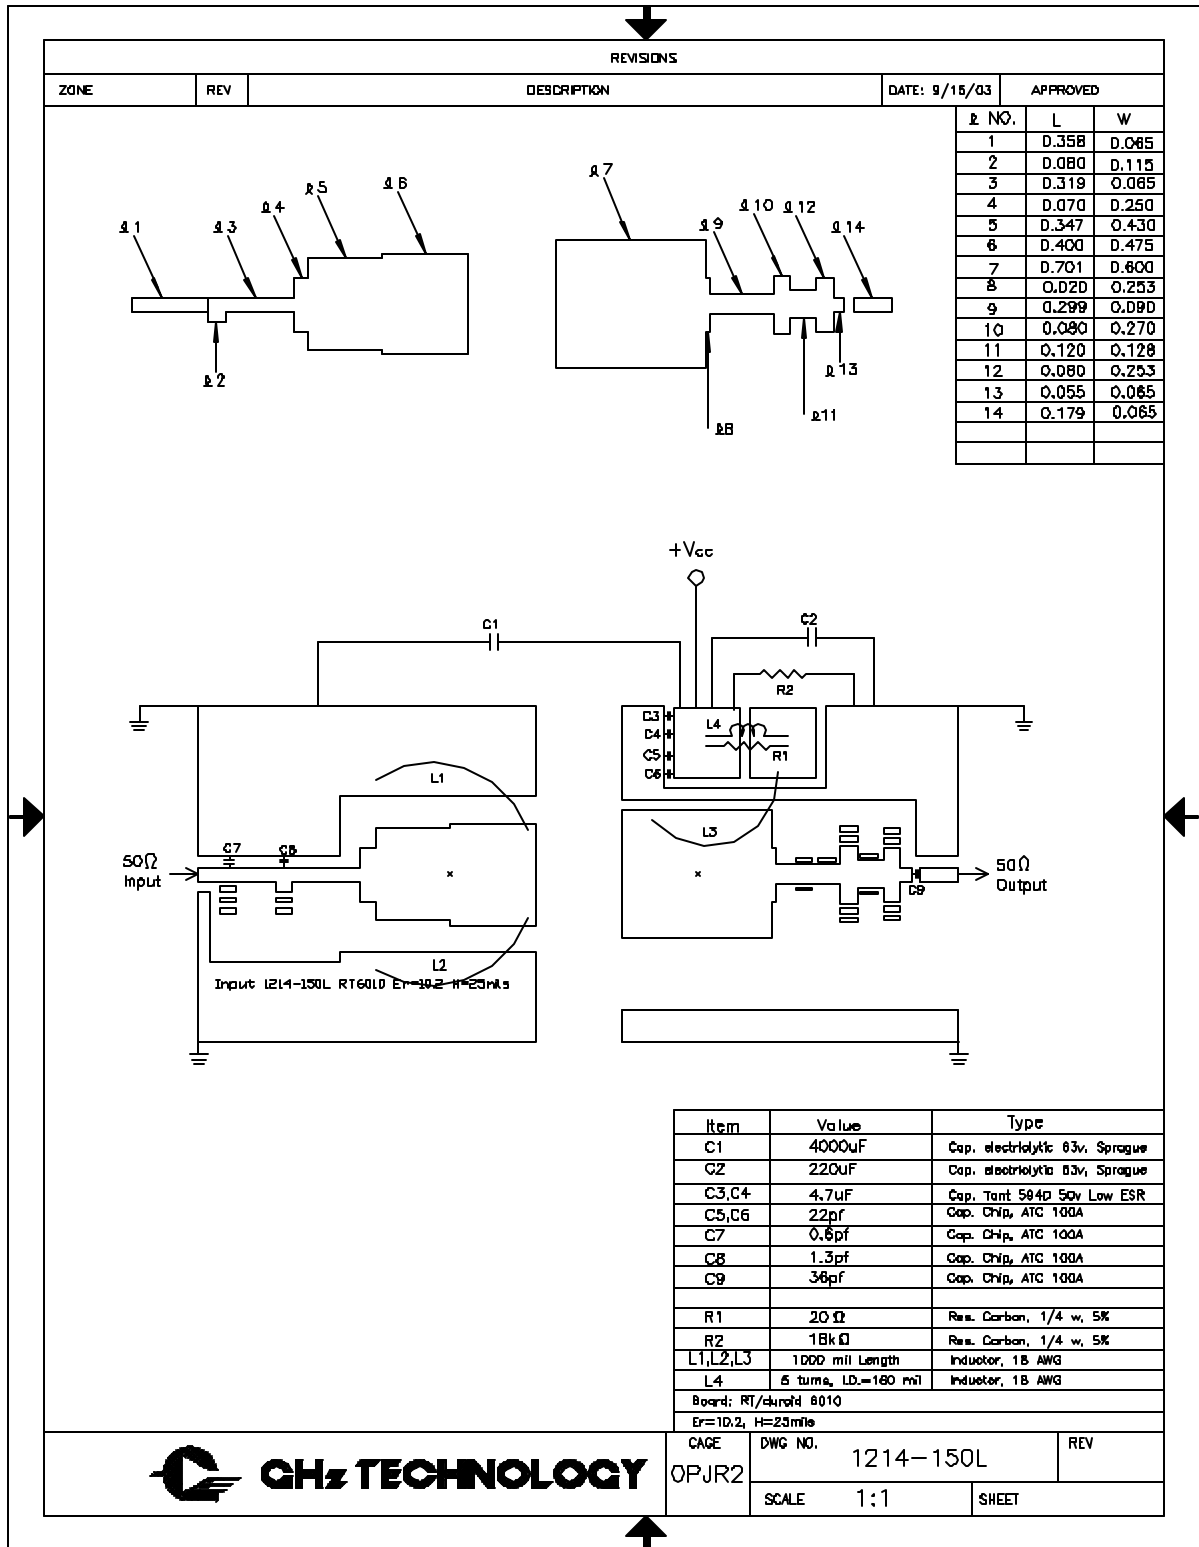 REVISIONS
ZONE REV DESCRIPTION DATE: 9/15/03 APPROVED
ℓ NO. L W
1 0.358 0.065
2 0.080 0.115
3 0.319 0.065
4 0.070 0.250
5 0.347 0.430
6 0.400 0.475
7 0.701 0.600
8 0.020 0.253
9 0.299 0.090
10 0.080 0.270
11 0.120 0.128
12 0.080 0.253
13 0.055 0.065
14 0.179 0.065
ℓ1
ℓ3
ℓ4
ℓ5
ℓ6
ℓ2
ℓ7
ℓ9
ℓ10
ℓ12
ℓ14
ℓ13
ℓ11
ℓ8
+Vcc
C1
C2
R2
C3
C4
C5
C6
L4
R1
L1
L3
C7
C8
50Ω
Input
C9
50Ω
Output
L2
Input 1214-150L RT6010 Er=10.2 H=25mils
Item Value Type
C1 4000uF Cap. electriolytic 63v, Sprague
C2 220uF Cap. electriolytic 63v, Sprague
C3,C4 4.7uF Cap. Tant 594D 50v Low ESR
C5,C6 22pf Cap. Chip, ATC 100A
C7 0.6pf Cap. Chip, ATC 100A
C8 1.3pf Cap. Chip, ATC 100A
C9 36pf Cap. Chip, ATC 100A
R1 20 Ω Res. Carbon, 1/4 w, 5%
R2 18k Ω Res. Carbon, 1/4 w, 5%
L1,L2,L3 1000 mil Length Inductor, 18 AWG
L4 5 turns, I.D.=160 mil Inductor, 18 AWG
Board: RT/duroid 6010
Er=10.2, H=25mils
GHz TECHNOLOGY
CAGE
OPJR2
DWG NO. 1214-150L
REV
SCALE 1:1
SHEET